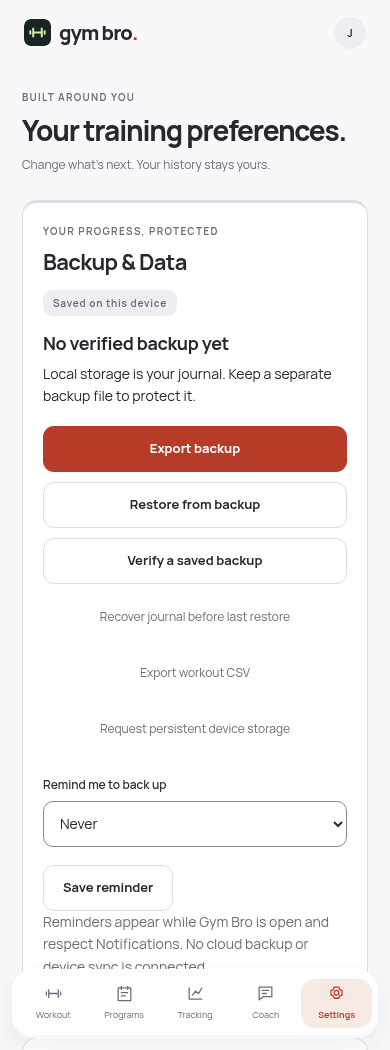 gym bro.
J
BUILT AROUND YOU
Your training preferences.
Change what's next. Your history stays yours.
YOUR PROGRESS, PROTECTED
Backup & Data
Saved on this device
No verified backup yet
Local storage is your journal. Keep a separate
backup file to protect it.
Export backup
Restore from backup
Verify a saved backup
Recover journal before last restore
Export workout CSV
Request persistent device storage
Remind me to back up
Never
Save reminder
Reminders appear while Gym Bro is open and
respect Notifications. No cloud backup or
device sync is connected.
Workout
Programs
Tracking
Coach
Settings